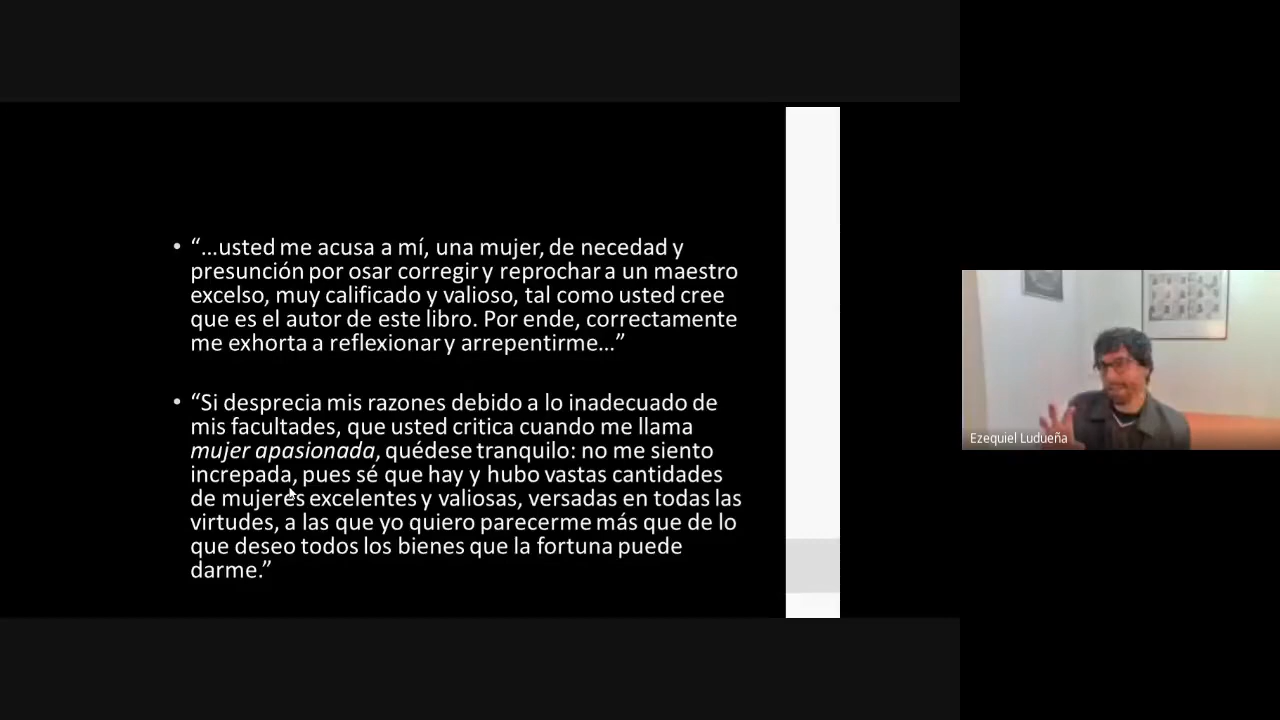 • “…usted me acusa a mí, una mujer, de necedad y
presunción por osar corregir y reprochar a un maestro
excelso, muy calificado y valioso, tal como usted cree
que es el autor de este libro. Por ende, correctamente
me exhorta a reflexionar y arrepentirme…”
• “Si desprecia mis razones debido a lo inadecuado de
mis facultades, que usted critica cuando me llama
mujer apasionada, quédese tranquilo: no me siento
increpada, pues sé que hay y hubo vastas cantidades
de mujeres excelentes y valiosas, versadas en todas las
virtudes, a las que yo quiero parecerme más que de lo
que deseo todos los bienes que la fortuna puede
darme.”
Ezequiel Ludueña